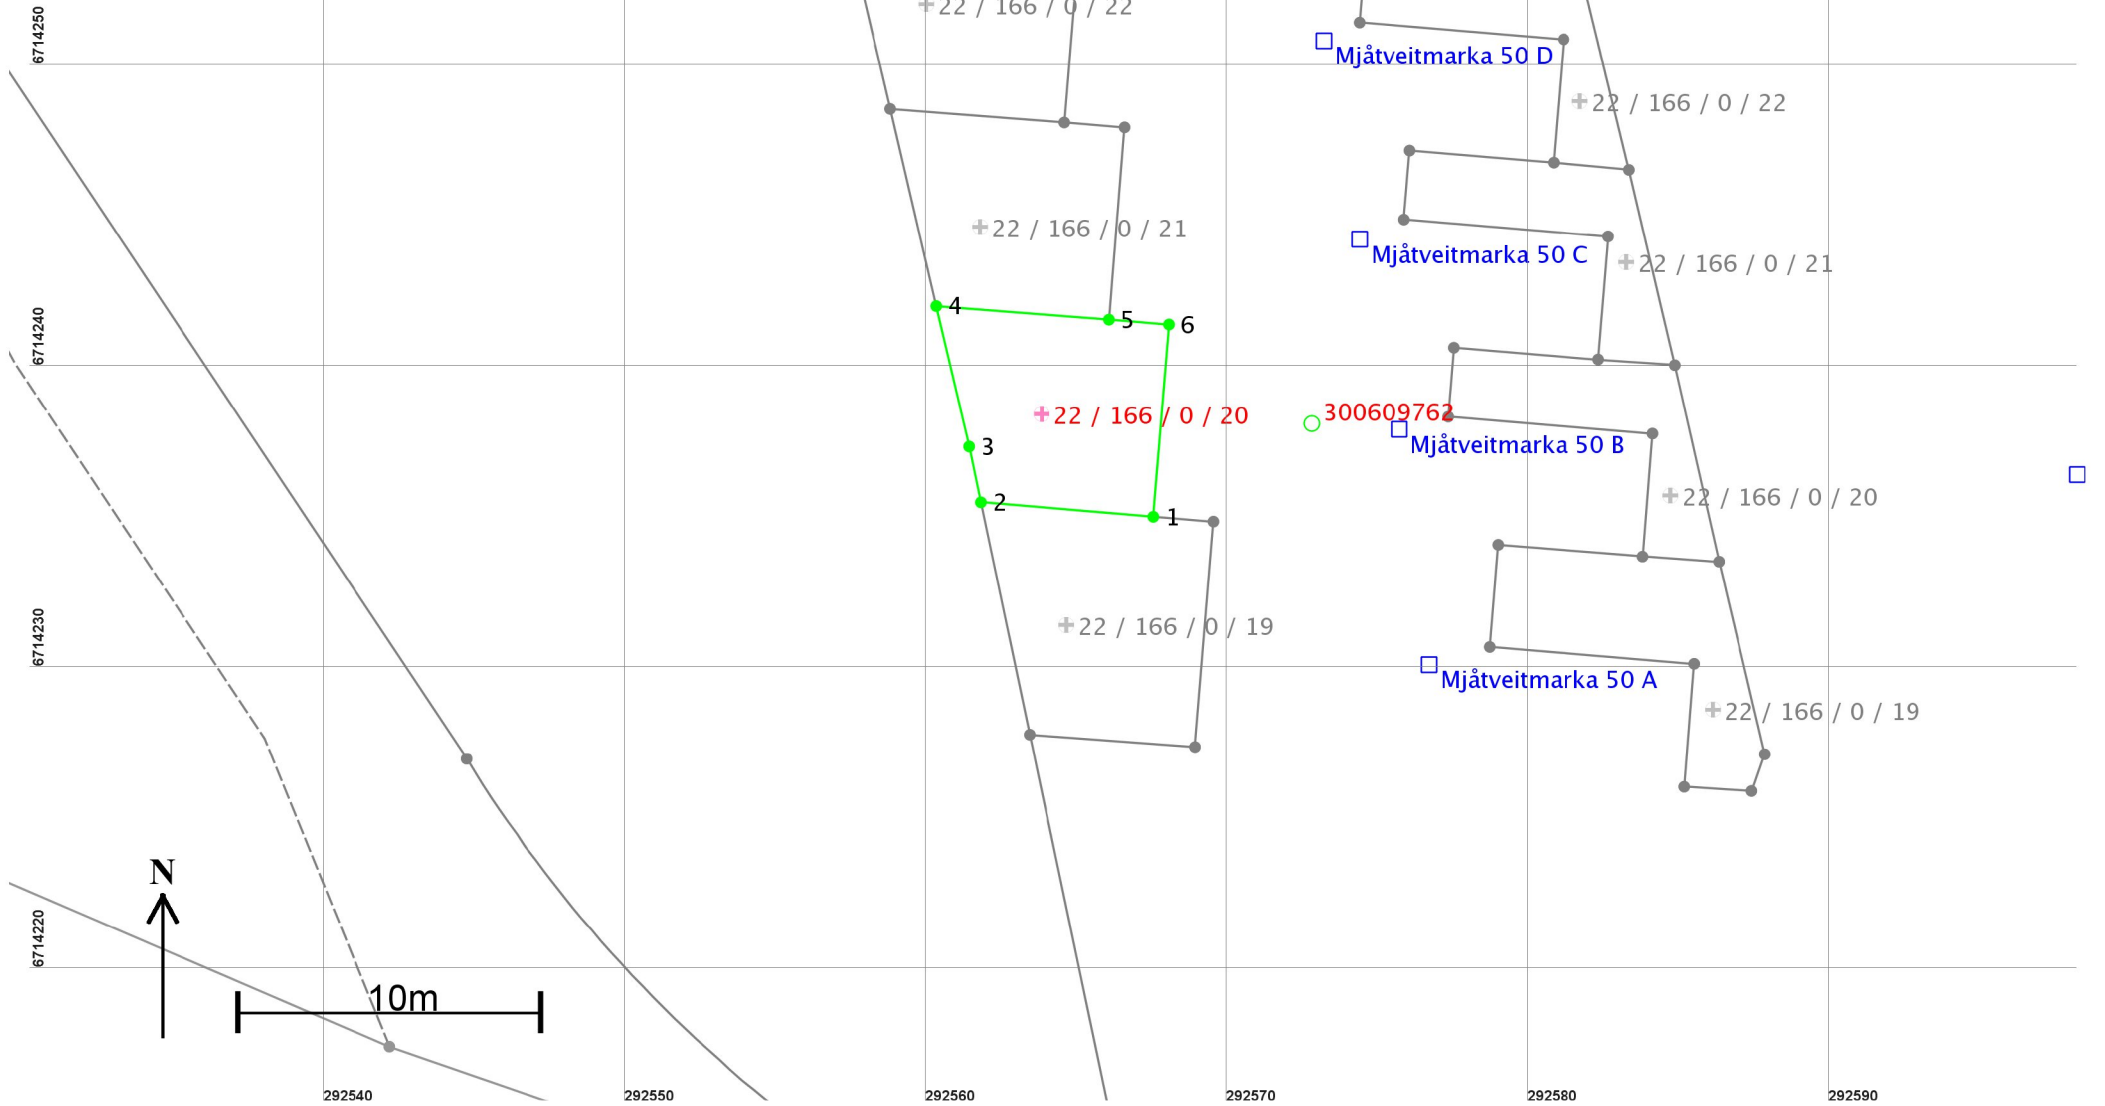 22 / 166 / 0 / 22
6714250
Mjåtveitmarka 50 D
22 / 166 / 0 / 22
22 / 166 / 0 / 21
Mjåtveitmarka 50 C
22 / 166 / 0 / 21
4
5
6
6714240
22 / 166 / 0 / 20
300609762
Mjåtveitmarka 50 B
3
2
1
22 / 166 / 0 / 20
6714230
22 / 166 / 0 / 19
Mjåtveitmarka 50 A
22 / 166 / 0 / 19
N
6714220
10m
292540
292550
292560
292570
292580
292590